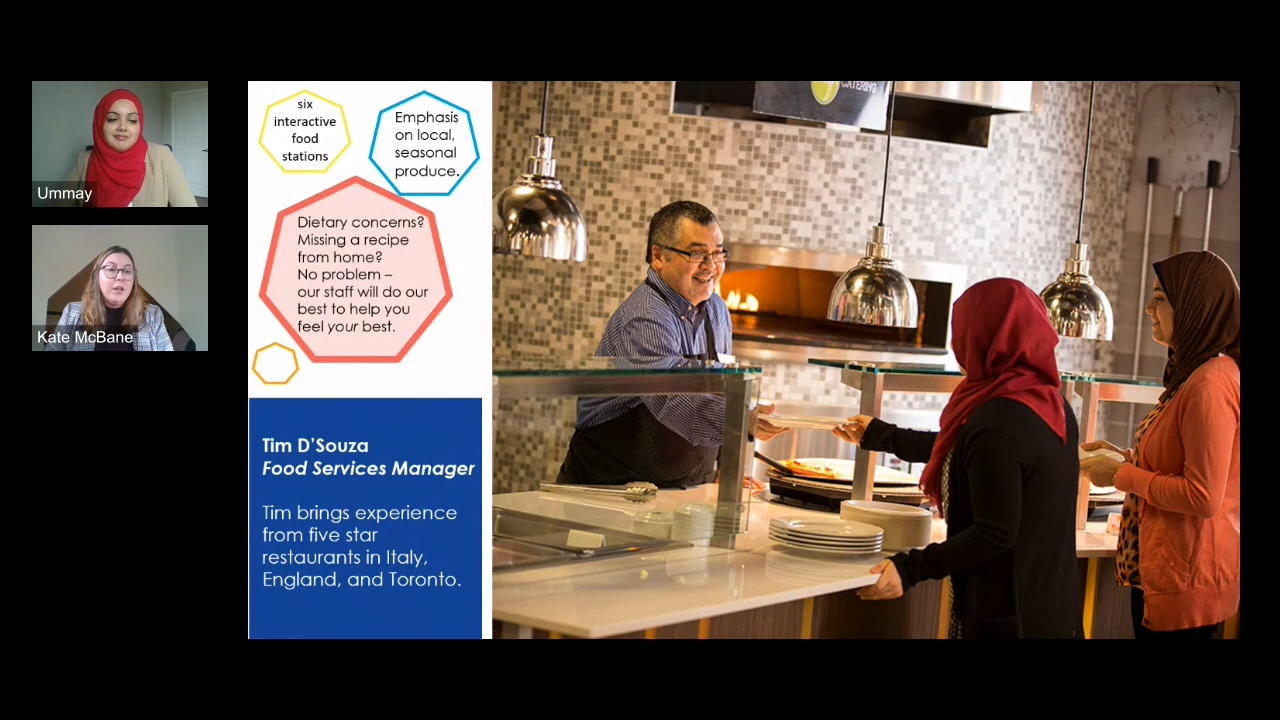 Ummay
Kate McBane
six
interactive
food
stations
Emphasis
on local,
seasonal
produce.
Dietary concerns?
Missing a recipe
from home?
No problem –
our staff will do our
best to help you
feel your best.
Tim D'Souza
Food Services Manager
Tim brings experience
from five star
restaurants in Italy,
England, and Toronto.
CATERING